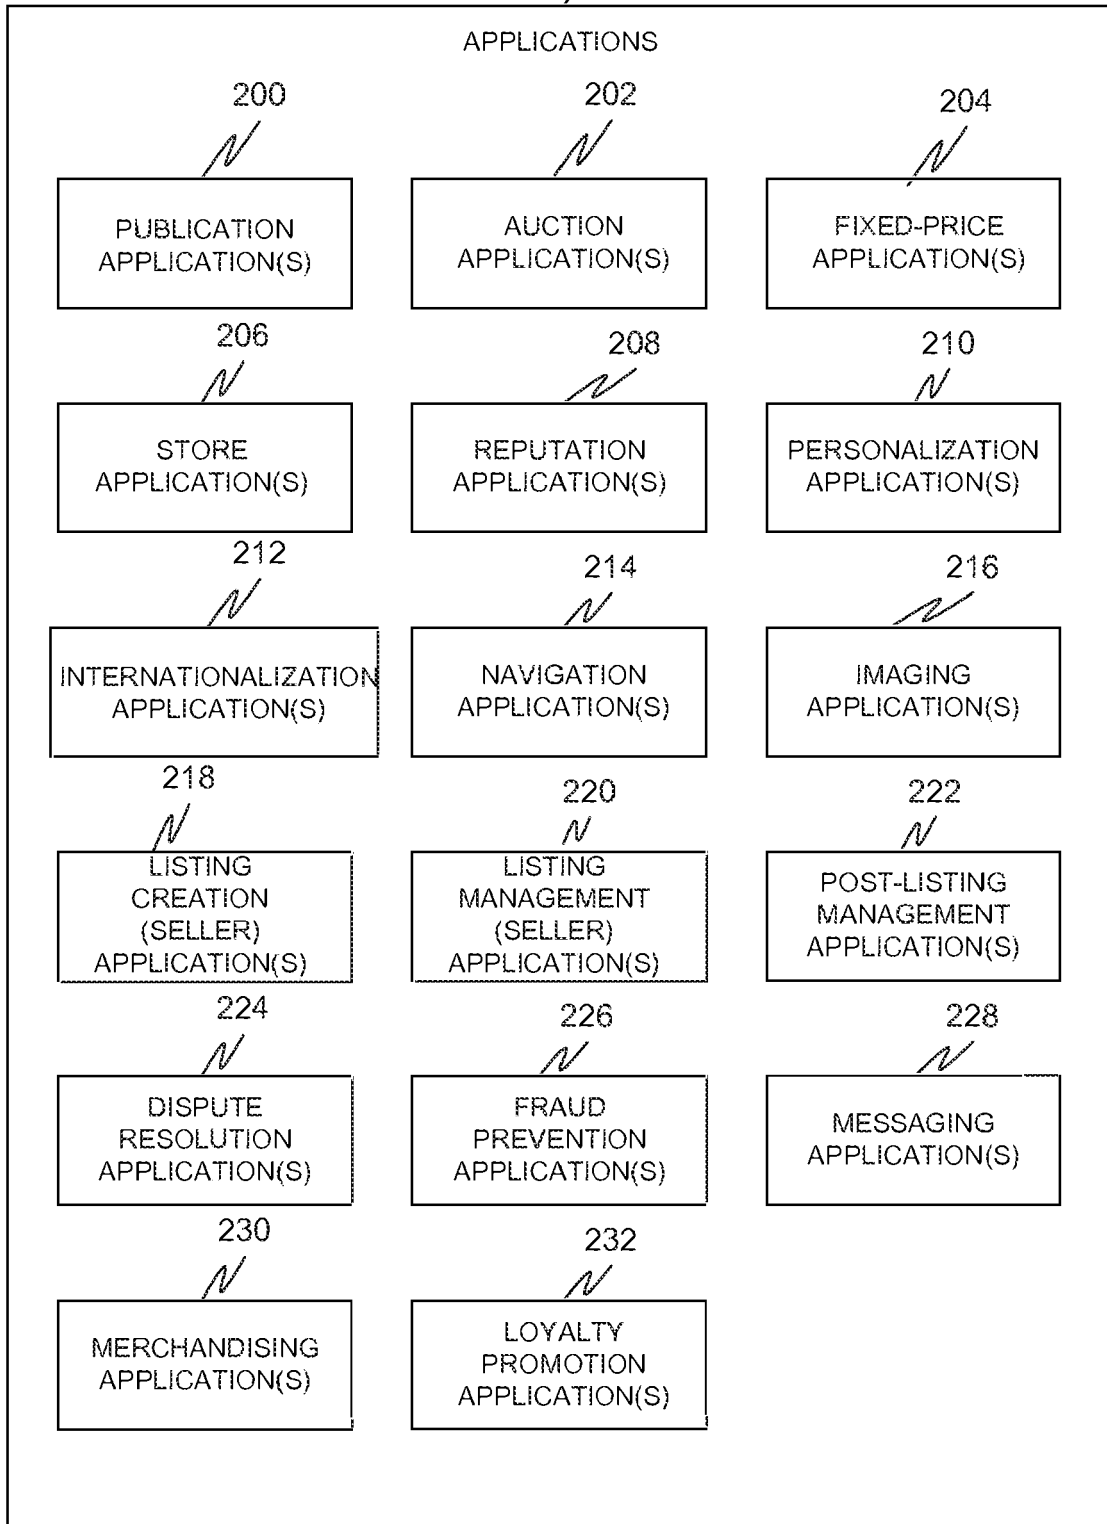 APPLICATIONS
200
202
204
PUBLICATION
APPLICATION(S)
AUCTION
APPLICATION(S)
FIXED-PRICE
APPLICATION(S)
206
208
210
STORE
APPLICATION(S)
REPUTATION
APPLICATION(S)
PERSONALIZATION
APPLICATION(S)
212
214
216
INTERNATIONALIZATION
APPLICATION(S)
NAVIGATION
APPLICATION(S)
IMAGING
APPLICATION(S)
218
220
222
LISTING
CREATION
(SELLER)
APPLICATION(S)
LISTING
MANAGEMENT
(SELLER)
APPLICATION(S)
POST-LISTING
MANAGEMENT
APPLICATION(S)
224
226
228
DISPUTE
RESOLUTION
APPLICATION(S)
FRAUD
PREVENTION
APPLICATION(S)
MESSAGING
APPLICATION(S)
230
232
MERCHANDISING
APPLICATION(S)
LOYALTY
PROMOTION
APPLICATION(S)